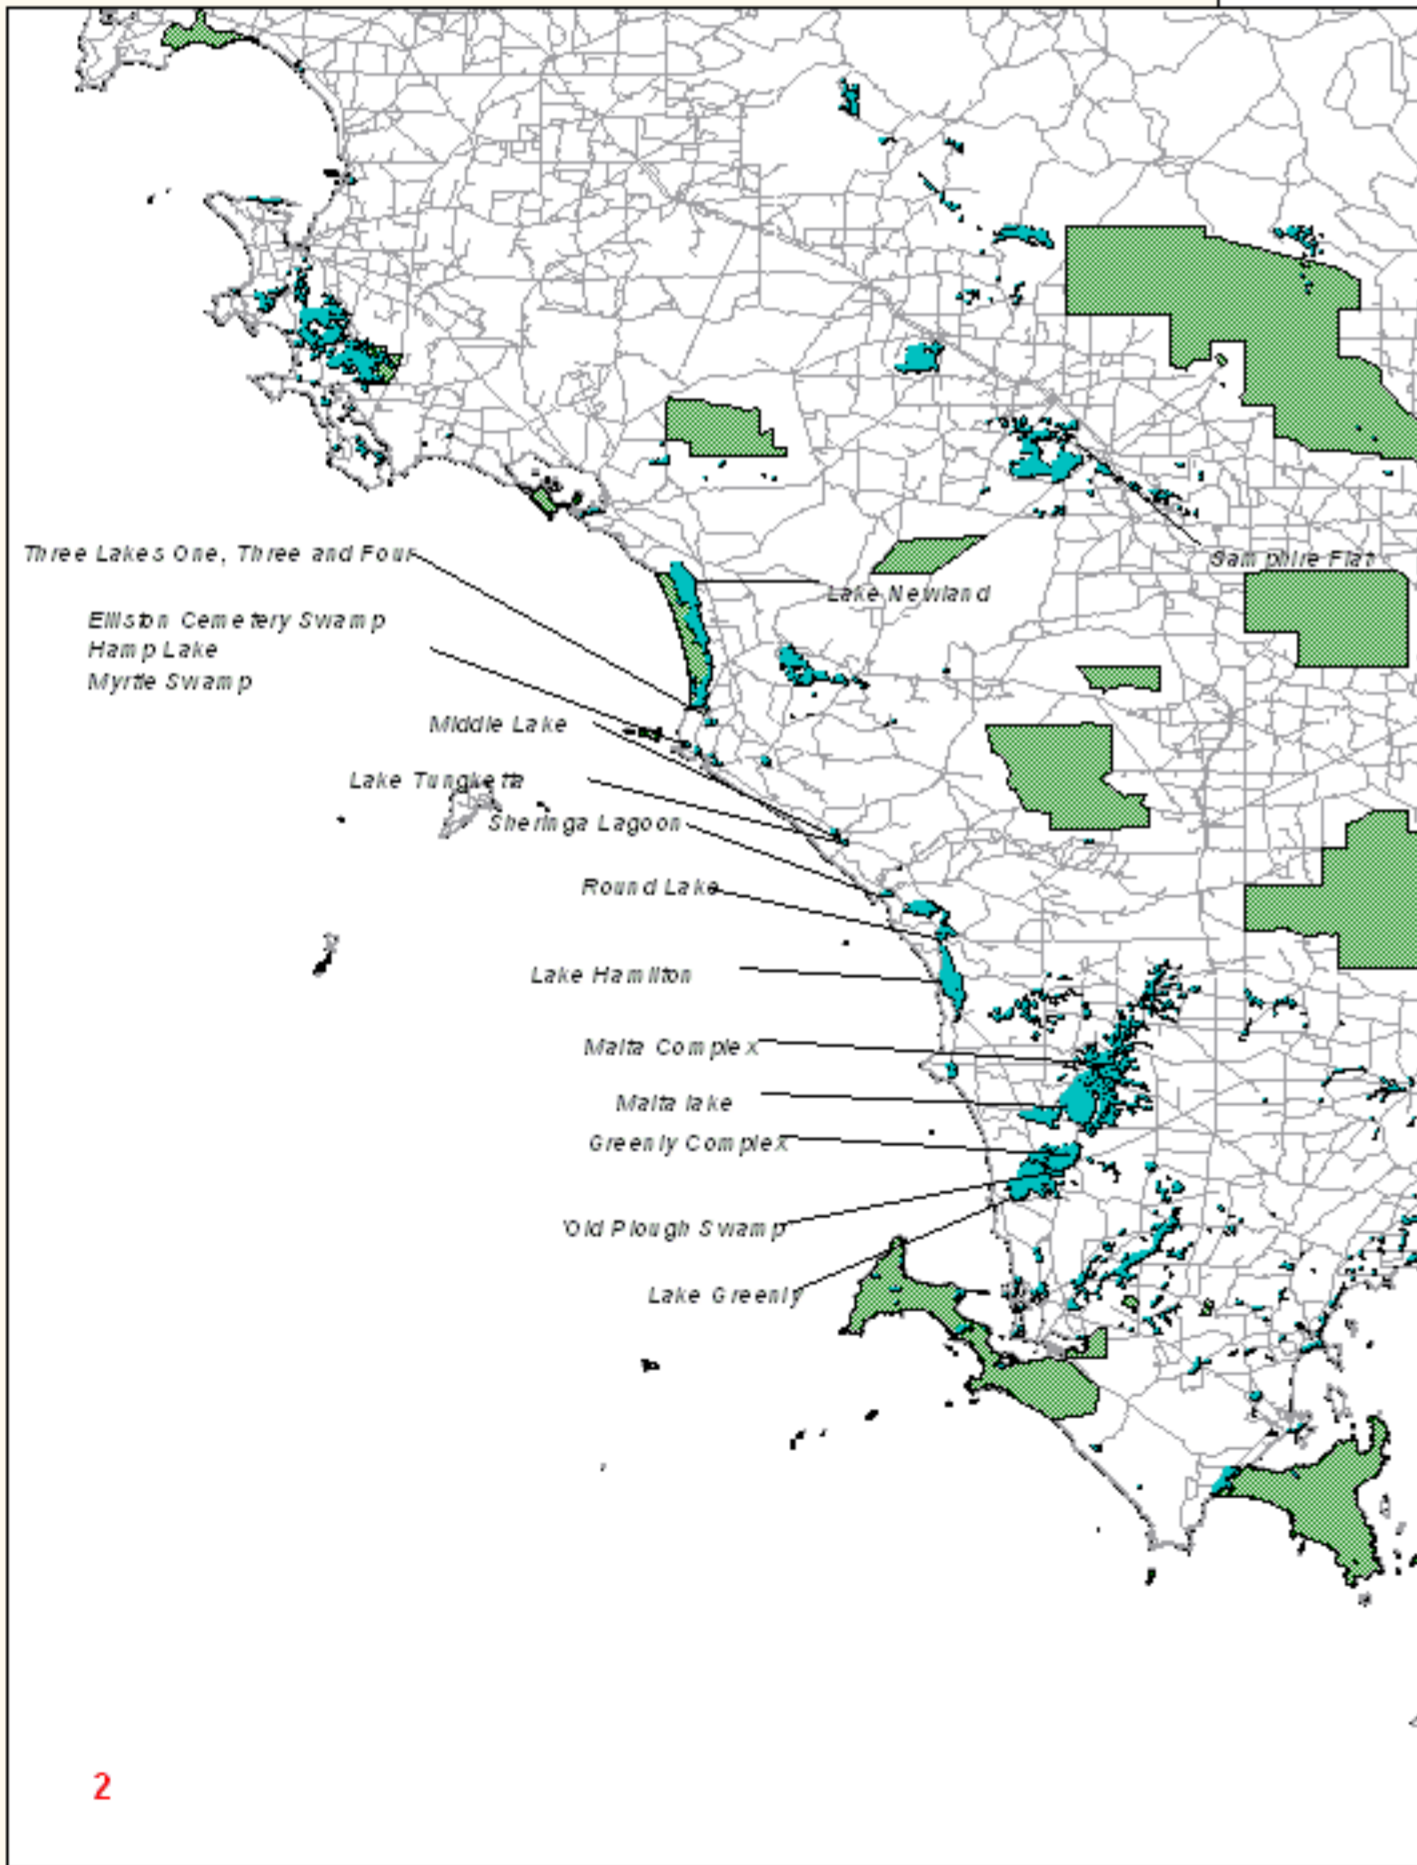 Three Lakes One, Three and Four
Samphire Flat
Lake Newland
Elliston Cemetery Swamp
Hamp Lake
Myrtle Swamp
Middle Lake
Lake Tungketta
Sheringa Lagoon
Round Lake
Lake Hamilton
Malta Complex
Malta lake
Greenly Complex
'Old Plough Swamp
Lake Greenly
2